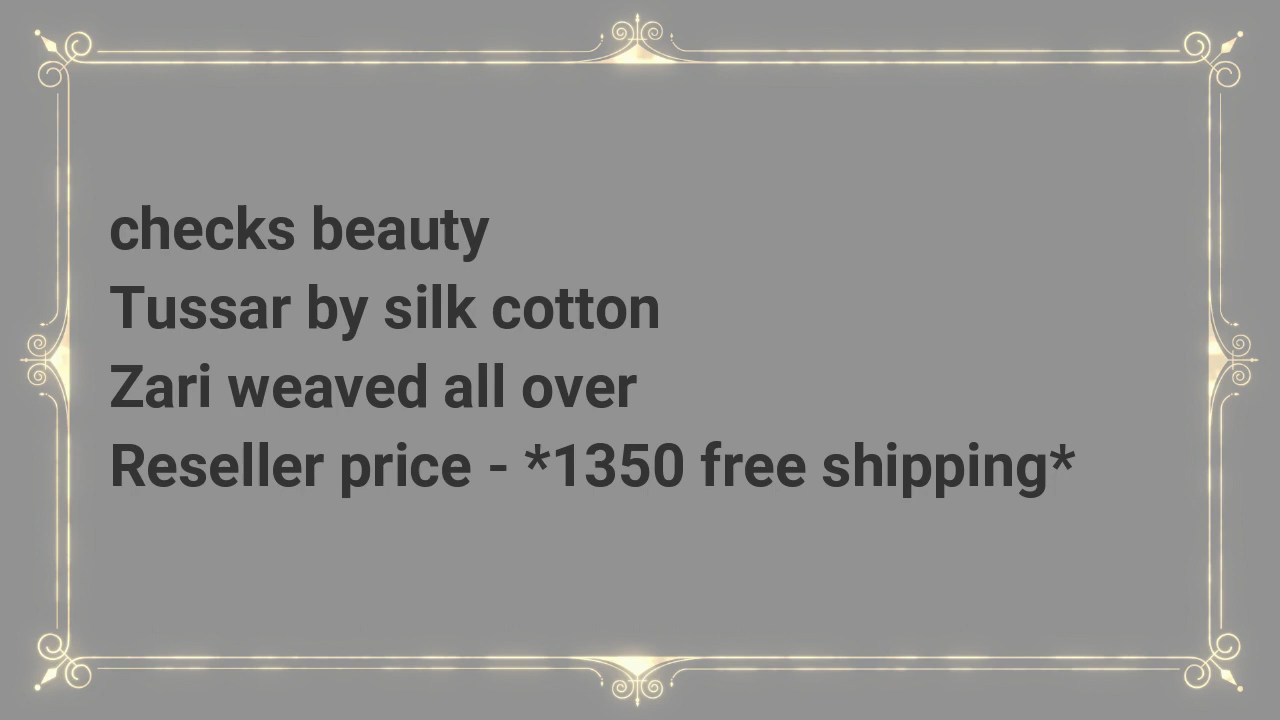 checks beauty
Tussar by silk cotton
Zari weaved all over
Reseller price - *1350 free shipping*